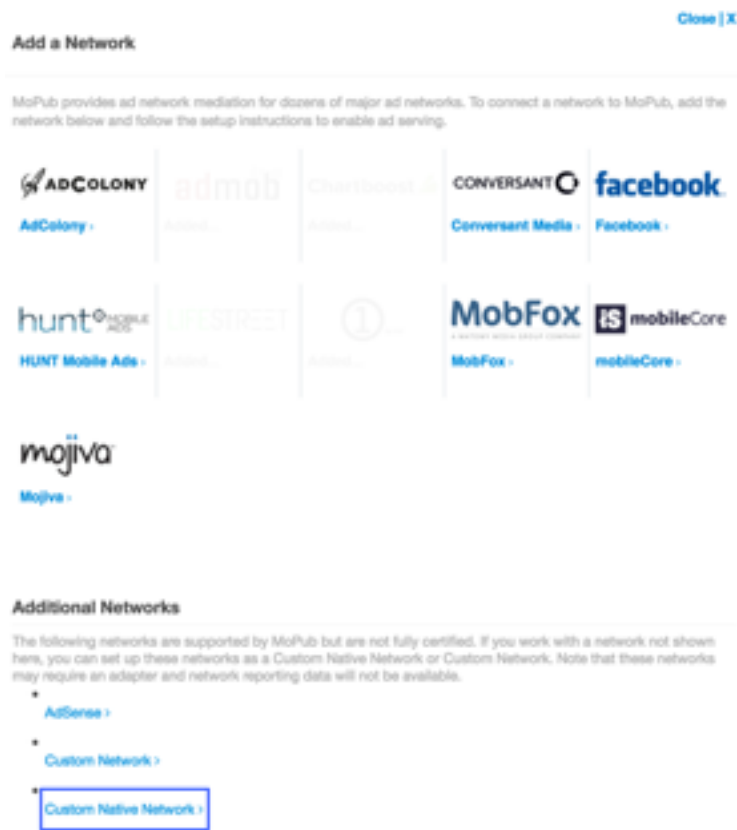 Close | X
Add a Network
MoPub provides ad network mediation for dozens of major ad networks. To connect a network to MoPub, add the
network below and follow the setup instructions to enable ad serving.
ADCOLONY admob Chartboost CONVERSANT facebook
AdColony › Added... Added... Conversant Media › Facebook ›
hunt MOBILE ADS LIFESTREET 1 MobFox iS mobileCore
A MATOMY MEDIA GROUP COMPANY
HUNT Mobile Ads › Added... Added... MobFox › mobileCore ›
mojiva
Mojiva ›
Additional Networks
The following networks are supported by MoPub but are not fully certified. If you work with a network not shown
here, you can set up these networks as a Custom Native Network or Custom Network. Note that these networks
may require an adapter and network reporting data will not be available.
AdSense ›
Custom Network ›
Custom Native Network ›